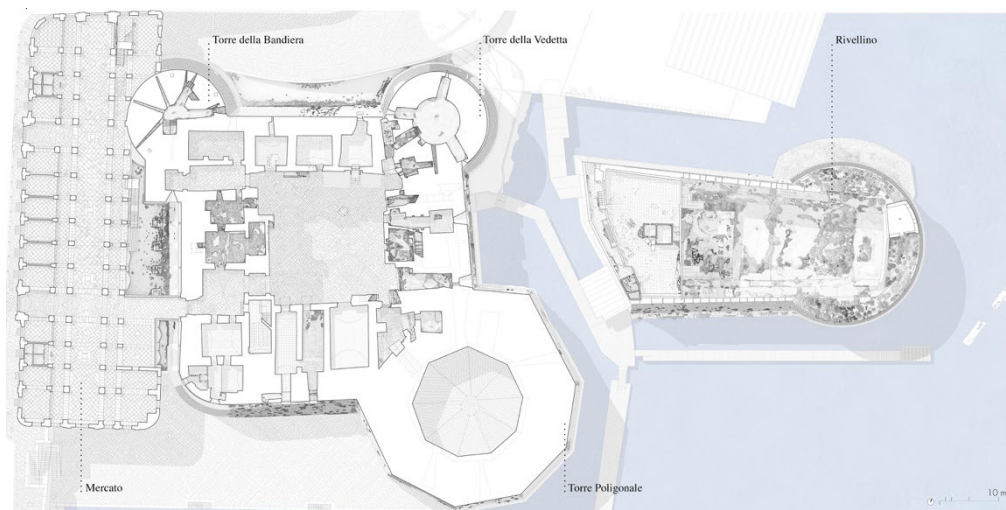 Torre della Bandiera
Torre della Vedetta
Rivellino
Mercato
Torre Poligonale
10 m